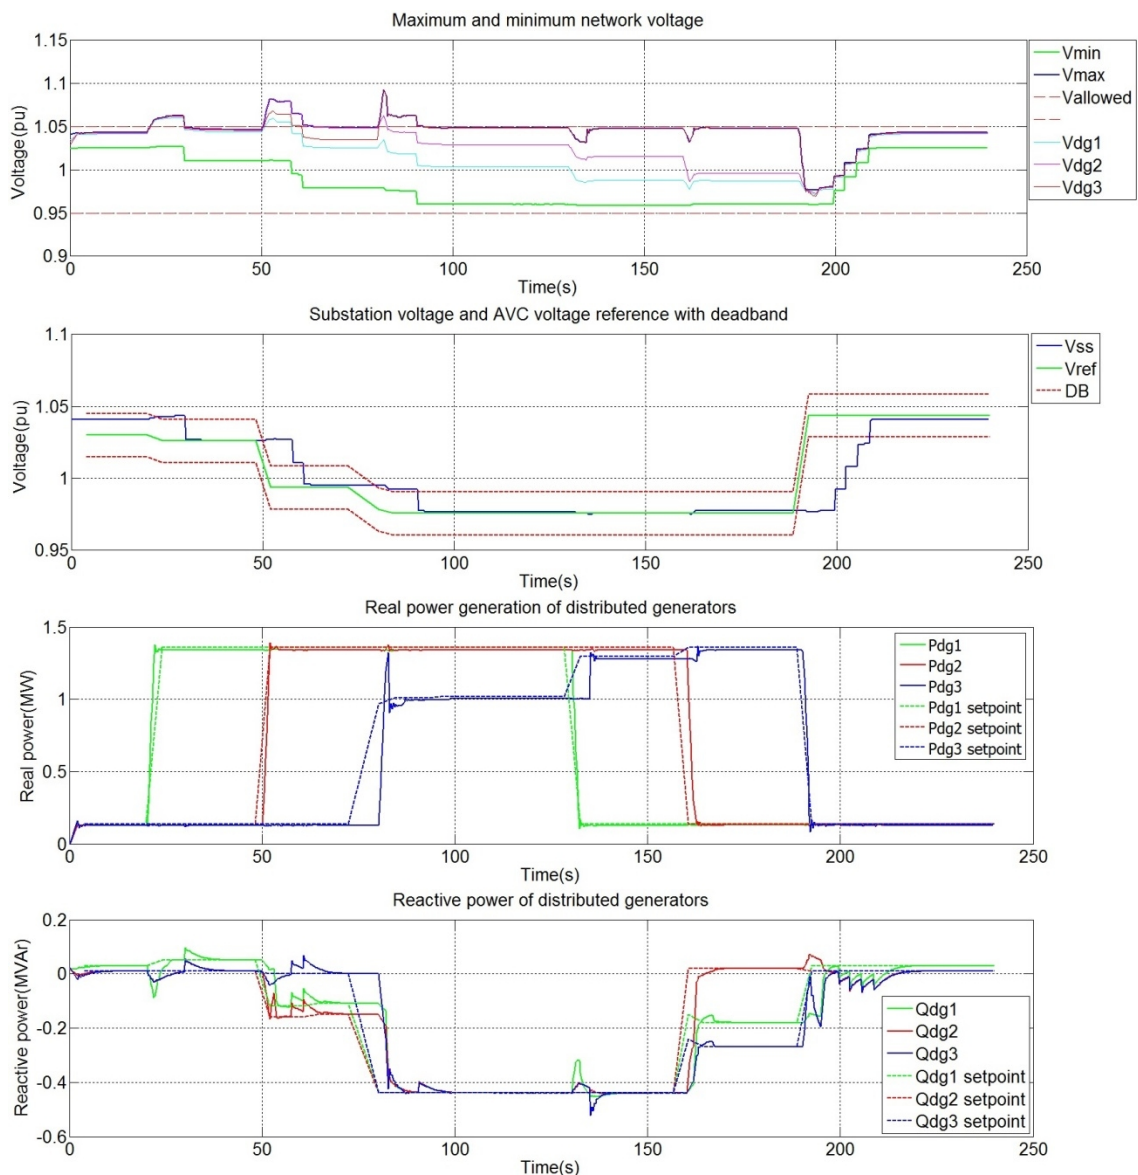 Maximum and minimum network voltage
1.15
1.1
1.05
1
0.95
0.9
Voltage(pu)
0 50 100 150 200 250
Time(s)
Vmin
Vmax
Vallowed
Vdg1
Vdg2
Vdg3
Substation voltage and AVC voltage reference with deadband
1.1
1.05
1
0.95
Voltage(pu)
0 50 100 150 200 250
Time(s)
Vss
Vref
DB
Real power generation of distributed generators
1.5
1
0.5
0
Real power(MW)
0 50 100 150 200 250
Time(s)
Pdg1
Pdg2
Pdg3
Pdg1 setpoint
Pdg2 setpoint
Pdg3 setpoint
Reactive power of distributed generators
0.2
0
-0.2
-0.4
-0.6
Reactive power(MVAr)
0 50 100 150 200 250
Time(s)
Qdg1
Qdg2
Qdg3
Qdg1 setpoint
Qdg2 setpoint
Qdg3 setpoint